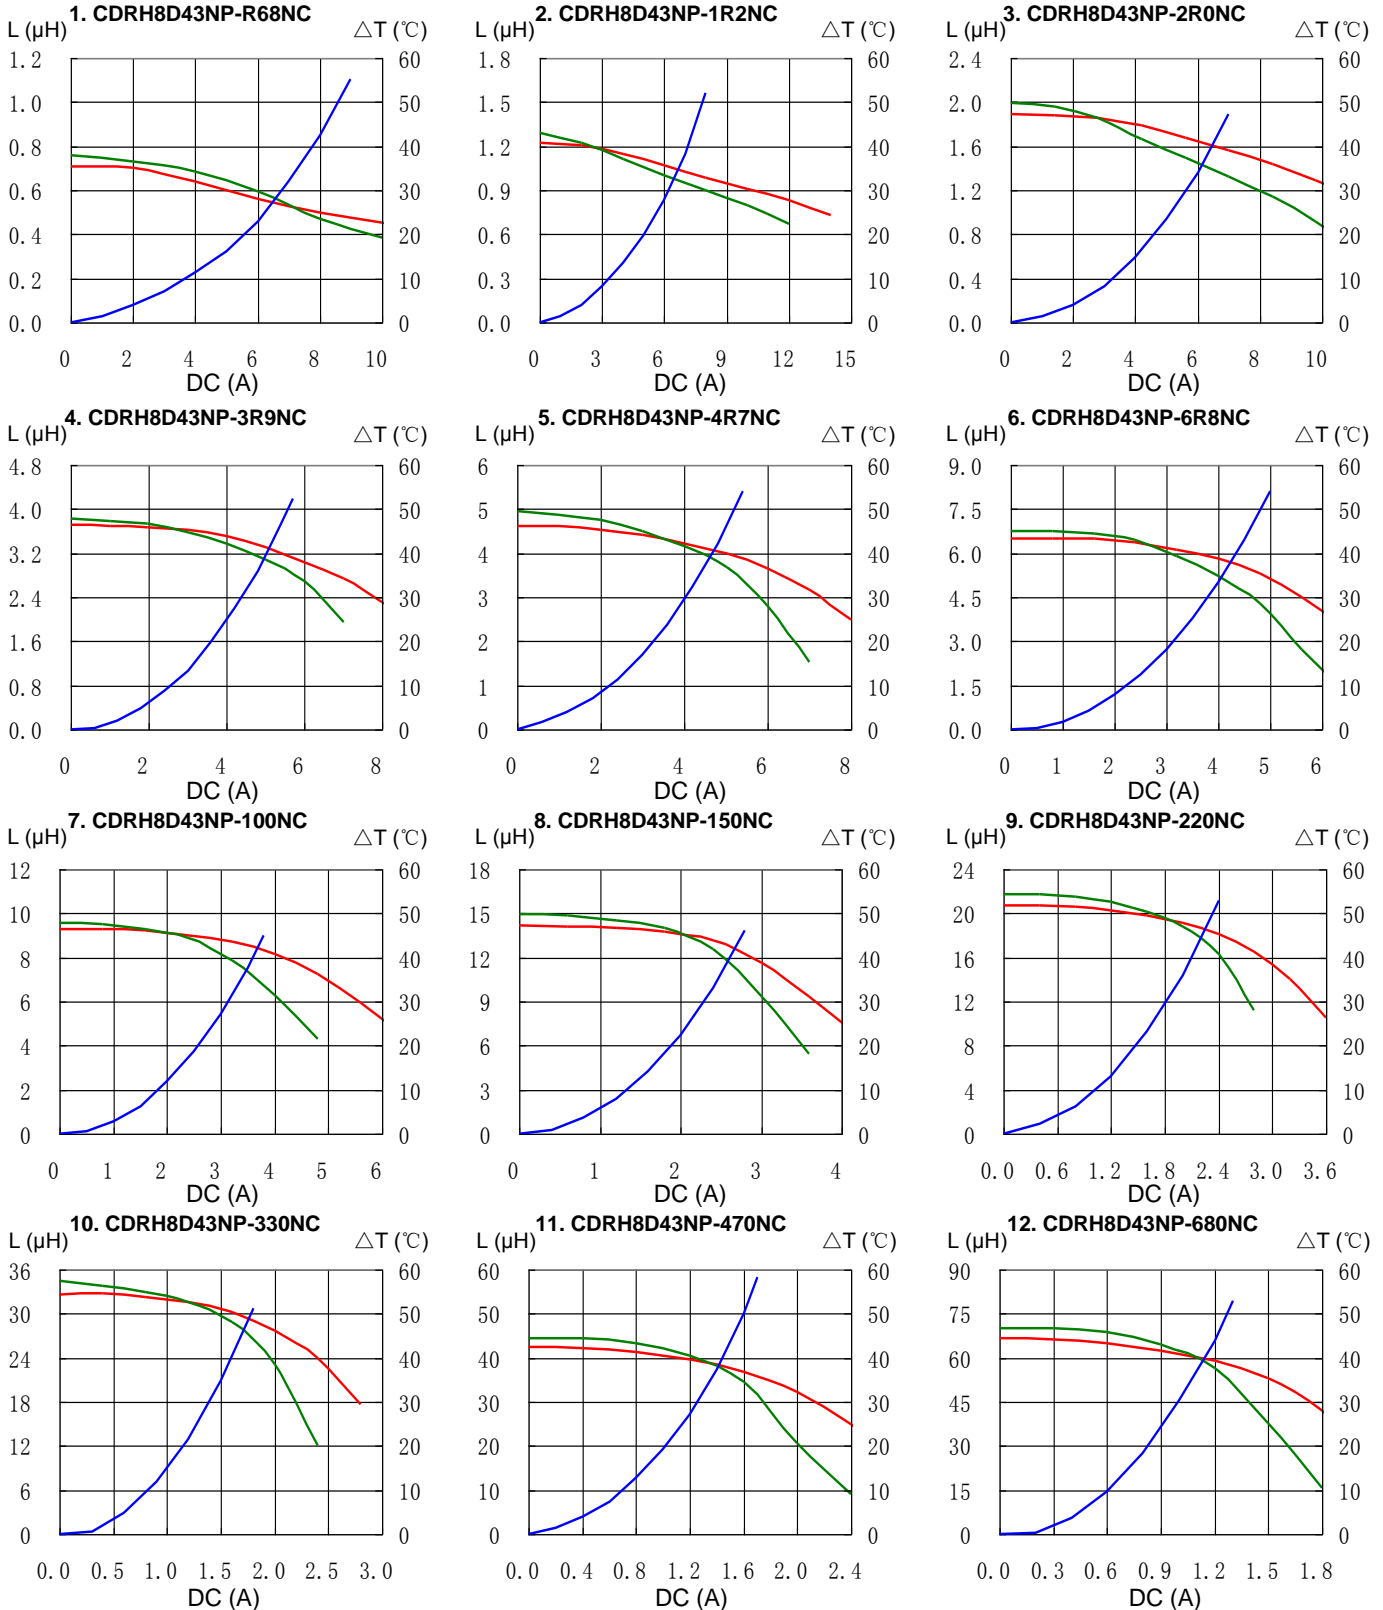 1. CDRH8D43NP-R68NC
L (µH)
△T (℃)
1.2
1.0
0.8
0.6
0.4
0.2
0.0
60
50
40
30
20
10
0
0 2 4 6 8 10
DC (A)
2. CDRH8D43NP-1R2NC
L (µH)
△T (℃)
1.8
1.5
1.2
0.9
0.6
0.3
0.0
60
50
40
30
20
10
0
0 3 6 9 12 15
DC (A)
3. CDRH8D43NP-2R0NC
L (µH)
△T (℃)
2.4
2.0
1.6
1.2
0.8
0.4
0.0
60
50
40
30
20
10
0
0 2 4 6 8 10
DC (A)
4. CDRH8D43NP-3R9NC
L (µH)
△T (℃)
4.8
4.0
3.2
2.4
1.6
0.8
0.0
60
50
40
30
20
10
0
0 2 4 6 8
DC (A)
5. CDRH8D43NP-4R7NC
L (µH)
△T (℃)
6
5
4
3
2
1
0
60
50
40
30
20
10
0
0 2 4 6 8
DC (A)
6. CDRH8D43NP-6R8NC
L (µH)
△T (℃)
9.0
7.5
6.0
4.5
3.0
1.5
0.0
60
50
40
30
20
10
0
0 1 2 3 4 5 6
DC (A)
7. CDRH8D43NP-100NC
L (µH)
△T (℃)
12
10
8
6
4
2
0
60
50
40
30
20
10
0
0 1 2 3 4 5 6
DC (A)
8. CDRH8D43NP-150NC
L (µH)
△T (℃)
18
15
12
9
6
3
0
60
50
40
30
20
10
0
0 1 2 3 4
DC (A)
9. CDRH8D43NP-220NC
L (µH)
△T (℃)
24
20
16
12
8
4
0
60
50
40
30
20
10
0
0.0 0.6 1.2 1.8 2.4 3.0 3.6
DC (A)
10. CDRH8D43NP-330NC
L (µH)
△T (℃)
36
30
24
18
12
6
0
60
50
40
30
20
10
0
0.0 0.5 1.0 1.5 2.0 2.5 3.0
DC (A)
11. CDRH8D43NP-470NC
L (µH)
△T (℃)
60
50
40
30
20
10
0
60
50
40
30
20
10
0
0.0 0.4 0.8 1.2 1.6 2.0 2.4
DC (A)
12. CDRH8D43NP-680NC
L (µH)
△T (℃)
90
75
60
45
30
15
0
60
50
40
30
20
10
0
0.0 0.3 0.6 0.9 1.2 1.5 1.8
DC (A)